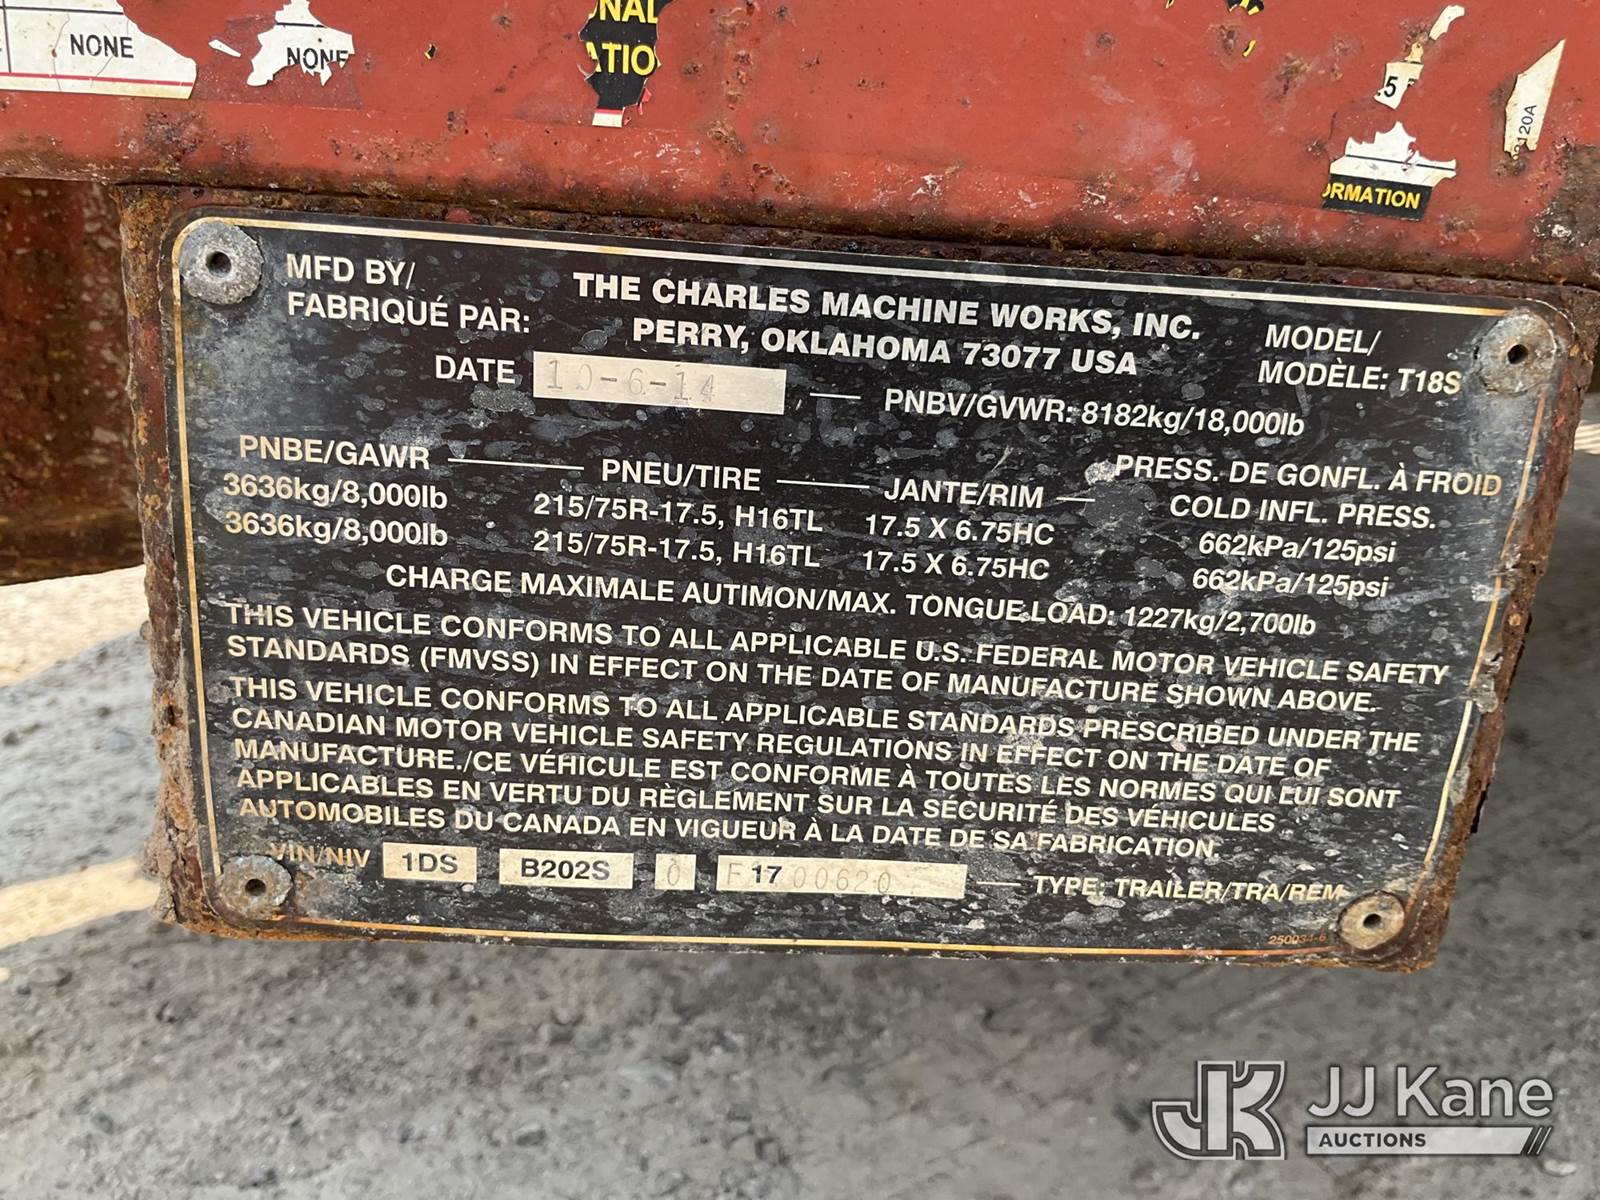 NONE
NONE
ONAL
ATIO
.5
120A
ORMATION
MFD BY/
FABRIQUÉ PAR:
THE CHARLES MACHINE WORKS, INC.
PERRY, OKLAHOMA 73077 USA
MODEL/
MODÈLE: T18S
DATE 10-6-14
PNBV/GVWR: 8182kg/18,000lb
PNBE/GAWR PNEU/TIRE JANTE/RIM PRESS. DE GONFL. À FROID
COLD INFL. PRESS.
3636kg/8,000lb 215/75R-17.5, H16TL 17.5 X 6.75HC 662kPa/125psi
3636kg/8,000lb 215/75R-17.5, H16TL 17.5 X 6.75HC 662kPa/125psi
CHARGE MAXIMALE AUTIMON/MAX. TONGUE LOAD: 1227kg/2,700lb
THIS VEHICLE CONFORMS TO ALL APPLICABLE U.S. FEDERAL MOTOR VEHICLE SAFETY
STANDARDS (FMVSS) IN EFFECT ON THE DATE OF MANUFACTURE SHOWN ABOVE.
THIS VEHICLE CONFORMS TO ALL APPLICABLE STANDARDS PRESCRIBED UNDER THE
CANADIAN MOTOR VEHICLE SAFETY REGULATIONS IN EFFECT ON THE DATE OF
MANUFACTURE./CE VÉHICULE EST CONFORME À TOUTES LES NORMES QUI LUI SONT
APPLICABLES EN VERTU DU RÈGLEMENT SUR LA SÉCURITÉ DES VÉHICULES
AUTOMOBILES DU CANADA EN VIGUEUR À LA DATE DE SA FABRICATION.
VIN/NIV 1DS B202S 0 F1700620 TYPE: TRAILER/TRA/REM
250034-6
JJ Kane
AUCTIONS